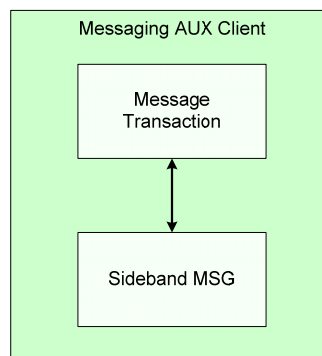 Messaging AUX Client
Message
Transaction
Sideband MSG